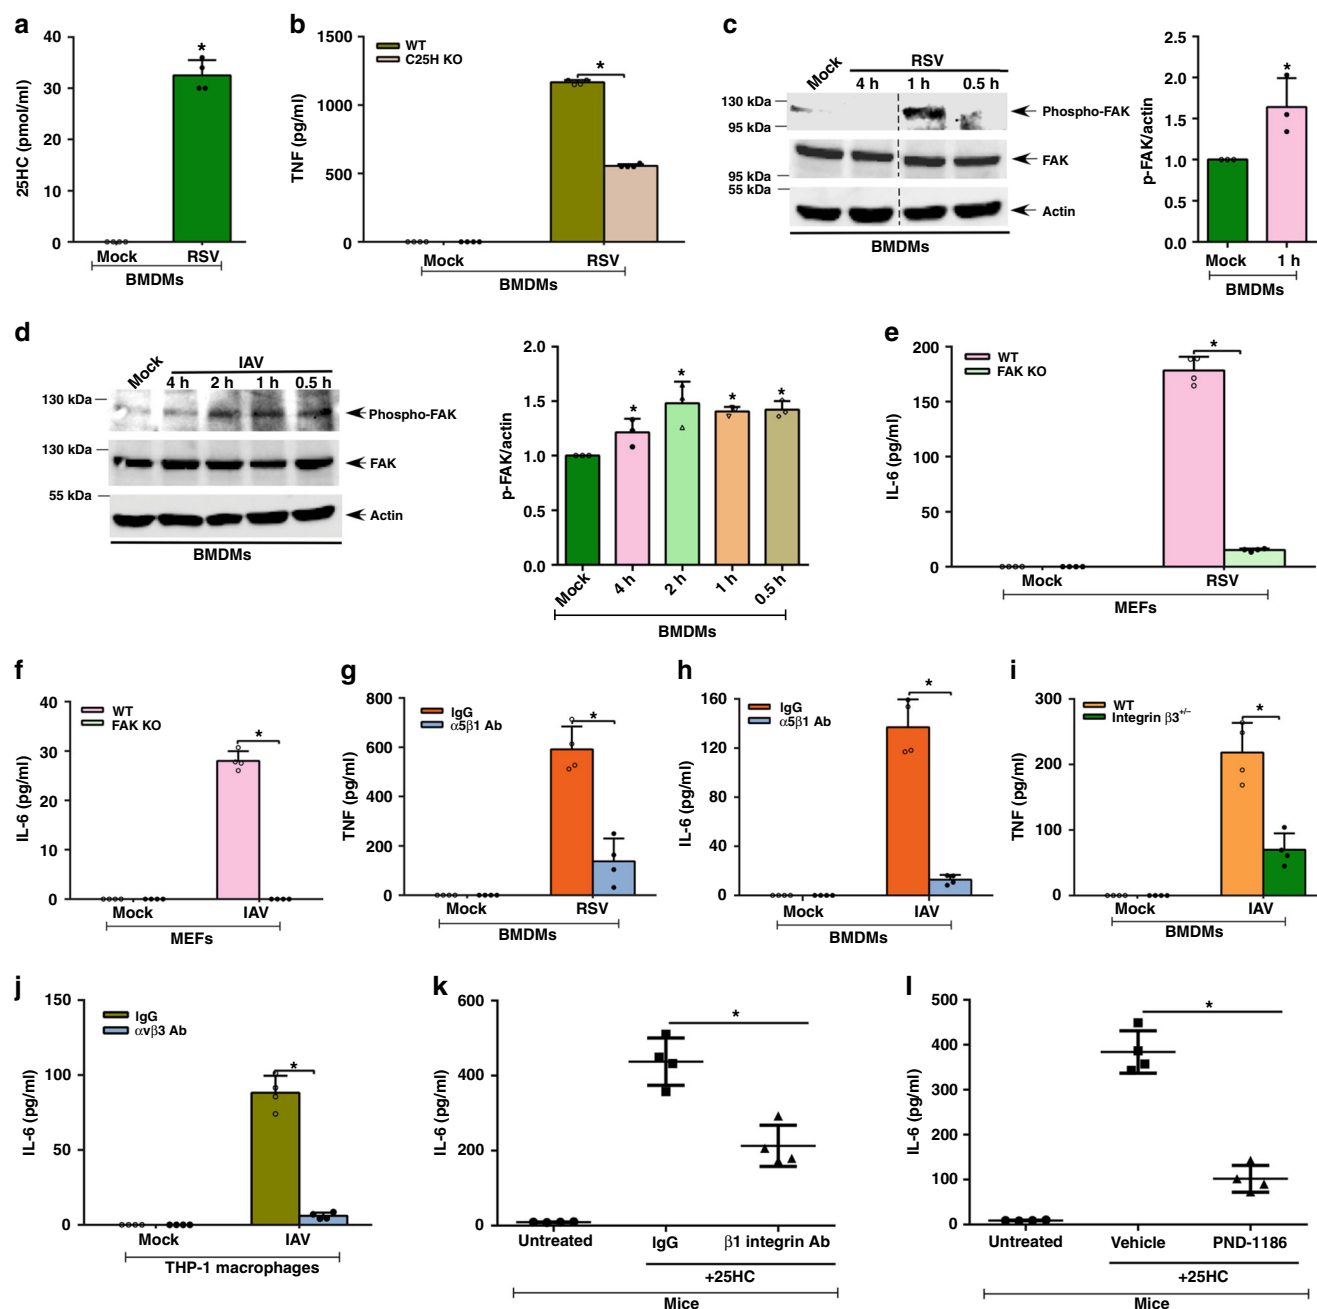 a
40
30
20
10
0
25HC (pmol/ml)
*
Mock
RSV
BMDMs
b
1500
1000
500
0
TNF (pg/ml)
WT
C25H KO
*
Mock
RSV
BMDMs
c
Mock
RSV
4 h
1 h
0.5 h
130 kDa
95 kDa
Phospho-FAK
FAK
95 kDa
55 kDa
Actin
BMDMs
2.5
2.0
1.5
1.0
0.5
0.0
p-FAK/actin
*
Mock
1 h
BMDMs
d
Mock
IAV
4 h
2 h
1 h
0.5 h
130 kDa
Phospho-FAK
130 kDa
FAK
55 kDa
Actin
BMDMs
2.0
1.5
1.0
0.5
0.0
p-FAK/actin
*
*
*
*
Mock
4 h
2 h
1 h
0.5 h
BMDMs
e
200
150
100
50
0
IL-6 (pg/ml)
WT
FAK KO
*
Mock
RSV
MEFs
f
40
30
20
10
0
IL-6 (pg/ml)
WT
FAK KO
*
Mock
IAV
MEFs
g
800
600
400
200
0
TNF (pg/ml)
IgG
α5β1 Ab
*
Mock
RSV
BMDMs
h
160
120
80
40
0
IL-6 (pg/ml)
IgG
α5β1 Ab
*
Mock
IAV
BMDMs
i
300
200
100
0
TNF (pg/ml)
WT
Integrin β3+/−
*
Mock
IAV
BMDMs
j
150
100
50
0
IL-6 (pg/ml)
IgG
αvβ3 Ab
*
Mock
IAV
THP-1 macrophages
k
600
400
200
0
IL-6 (pg/ml)
*
Untreated
IgG
β1 integrin Ab
+25HC
Mice
l
500
400
300
200
100
0
IL-6 (pg/ml)
*
Untreated
Vehicle
PND-1186
+25HC
Mice